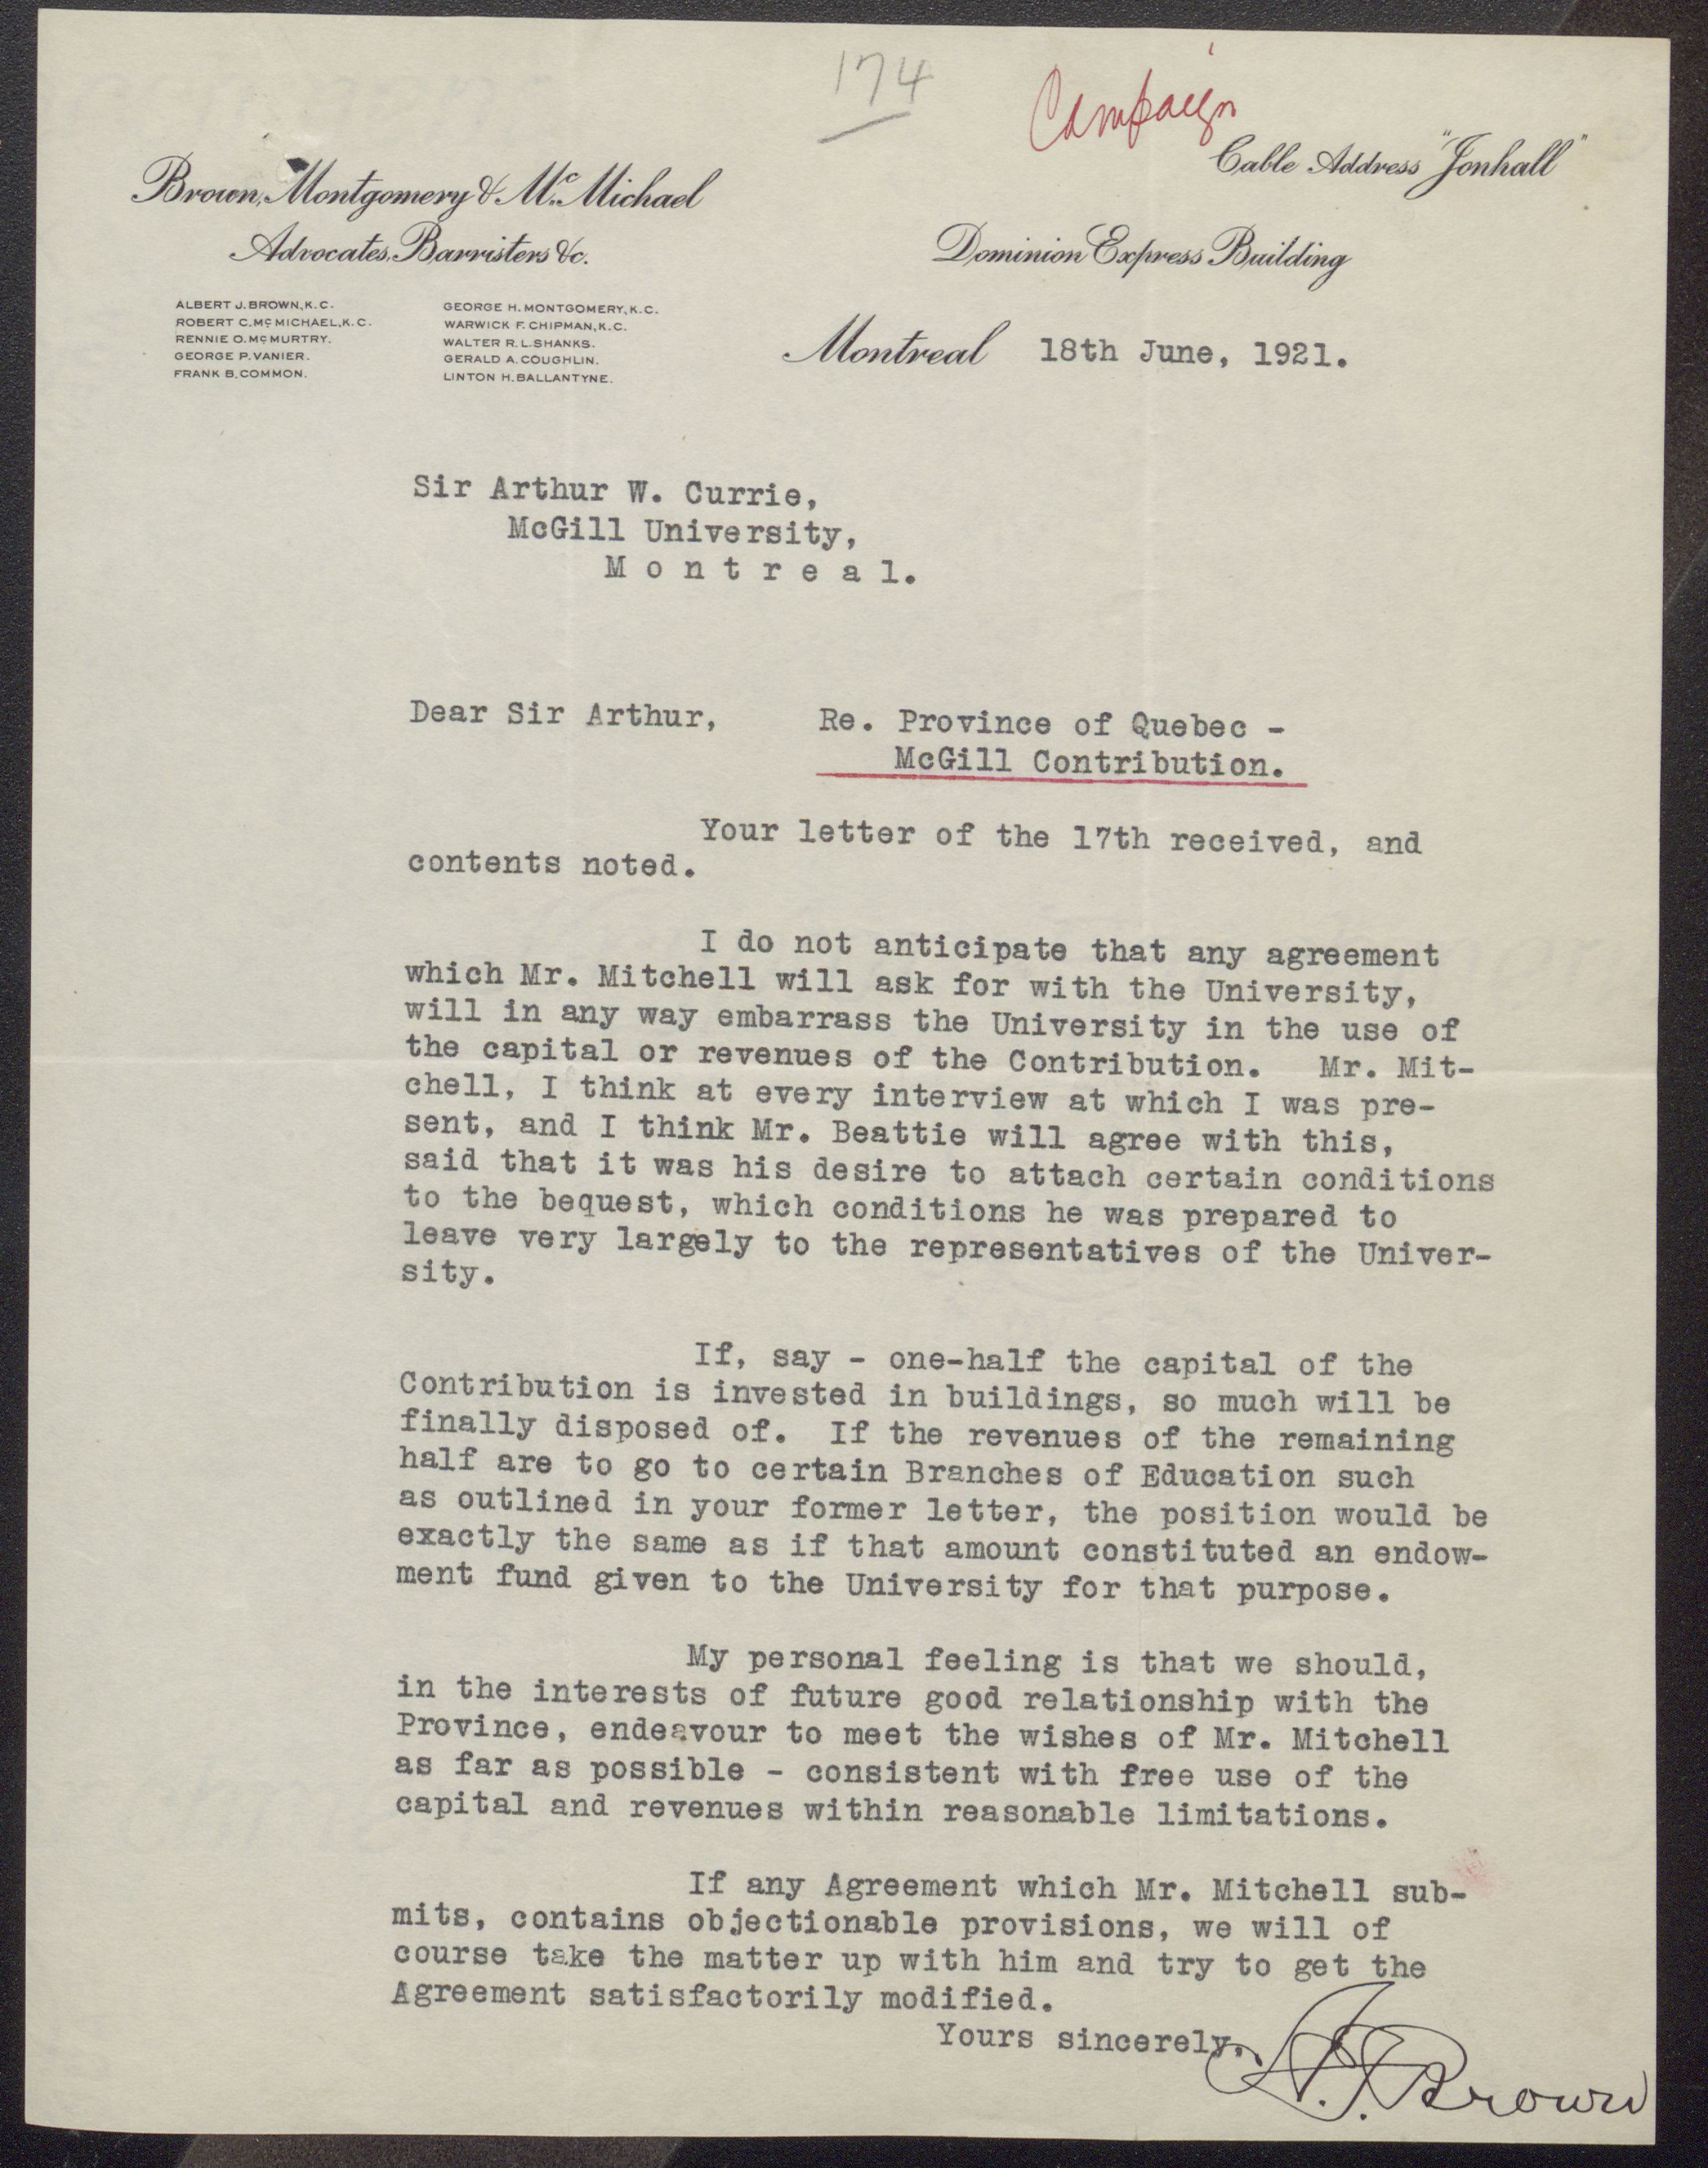 174
Campaign
Cable Address "Jonhall"
Brown, Montgomery & McMichael
Advocates, Barristers &c.
Dominion Express Building
ALBERT J. BROWN, K.C.
ROBERT C. McMICHAEL, K.C.
RENNIE O. McMURTRY.
GEORGE P. VANIER.
FRANK B. COMMON.
GEORGE H. MONTGOMERY, K.C.
WARWICK F. CHIPMAN, K.C.
WALTER R. L. SHANKS.
GERALD A. COUGHLIN.
LINTON H. BALLANTYNE.
Montreal 18th June, 1921.
Sir Arthur W. Currie,
McGill University,
M o n t r e a l.
Dear Sir Arthur,
Re. Province of Quebec -
McGill Contribution.
Your letter of the 17th received, and
contents noted.
I do not anticipate that any agreement
which Mr. Mitchell will ask for with the University,
will in any way embarrass the University in the use of
the capital or revenues of the Contribution. Mr. Mit-
chell, I think at every interview at which I was pre-
sent, and I think Mr. Beattie will agree with this,
said that it was his desire to attach certain conditions
to the bequest, which conditions he was prepared to
leave very largely to the representatives of the Univer-
sity.
If, say - one-half the capital of the
Contribution is invested in buildings, so much will be
finally disposed of. If the revenues of the remaining
half are to go to certain Branches of Education such
as outlined in your former letter, the position would be
exactly the same as if that amount constituted an endow-
ment fund given to the University for that purpose.
My personal feeling is that we should,
in the interests of future good relationship with the
Province, endeavour to meet the wishes of Mr. Mitchell
as far as possible - consistent with free use of the
capital and revenues within reasonable limitations.
If any Agreement which Mr. Mitchell sub-
mits, contains objectionable provisions, we will of
course take the matter up with him and try to get the
Agreement satisfactorily modified.
Yours sincerely,
A. J. Brown